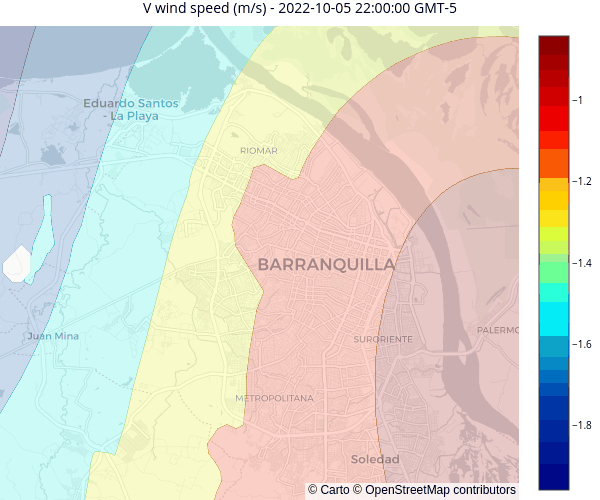 V wind speed (m/s) - 2022-10-05 22:00:00 GMT-5
Eduardo Santos
- La Playa
RIOMAR
BARRANQUILLA
Juan Mina
SURORIENTE
PALERMO
METROPOLITANA
Soledad
© Carto © OpenStreetMap contributors
−1
−1.2
−1.4
−1.6
−1.8